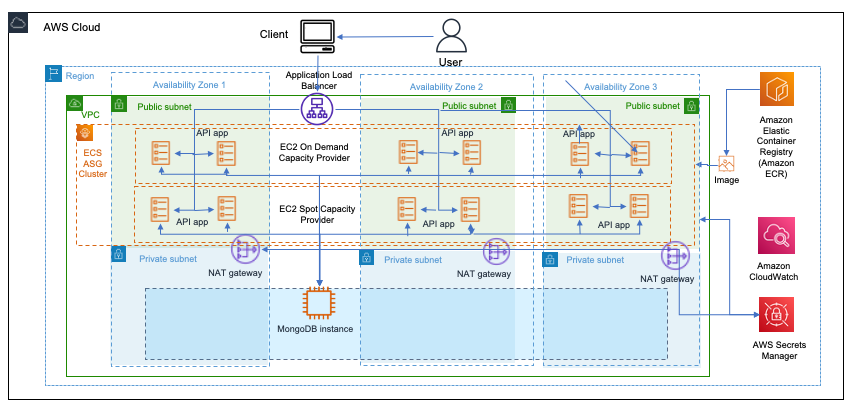 AWS Cloud
Client
User
Region
Availability Zone 1
Application Load
Balancer
Availability Zone 2
Availability Zone 3
VPC
Public subnet
Public subnet
Public subnet
ECS
ASG
Cluster
API app
EC2 On Demand
Capacity Provider
API app
API app
Amazon
Elastic
Container
Registry
(Amazon
ECR)
Image
API app
EC2 Spot Capacity
Provider
API app
API app
Private subnet
NAT gateway
Private subnet
NAT gateway
Private subnet
NAT gateway
Amazon
CloudWatch
MongoDB instance
AWS Secrets
Manager